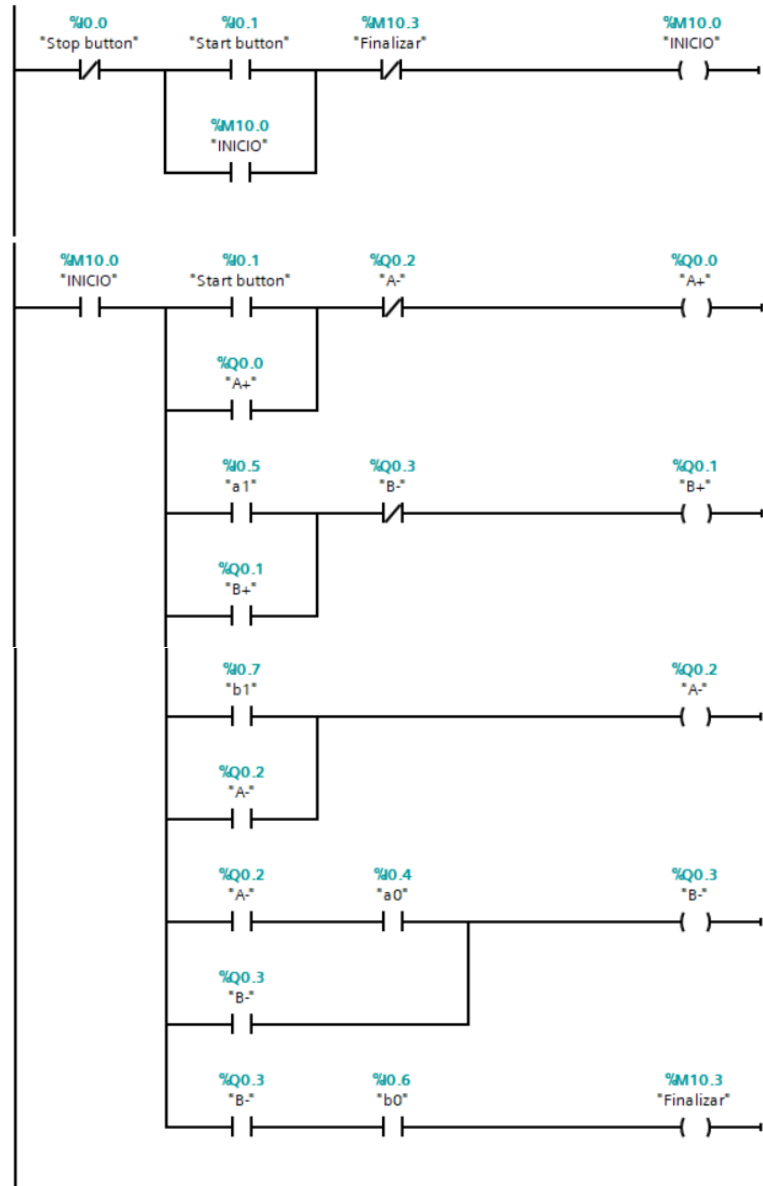 %I0.0 %I0.1 %M10.3 %M10.0
"Stop button" "Start button" "Finalizar" "INICIO"
%M10.0
"INICIO"
%M10.0 %I0.1 %Q0.2 %Q0.0
"INICIO" "Start button" "A-" "A+"
%Q0.0
"A+"
%I0.5 %Q0.3 %Q0.1
"a1" "B-" "B+"
%Q0.1
"B+"
%I0.7 %Q0.2
"b1" "A-"
%Q0.2
"A-"
%Q0.2 %I0.4 %Q0.3
"A-" "a0" "B-"
%Q0.3
"B-"
%Q0.3 %I0.6 %M10.3
"B-" "b0" "Finalizar"